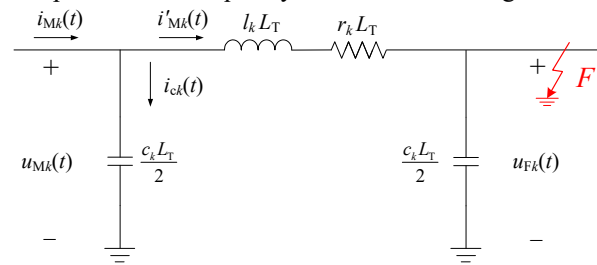 i_Mk(t) i'_Mk(t) l_k L_T r_k L_T
+ +
i_ck(t) F
u_Mk(t) c_k L_T / 2 c_k L_T / 2 u_Fk(t)
− −